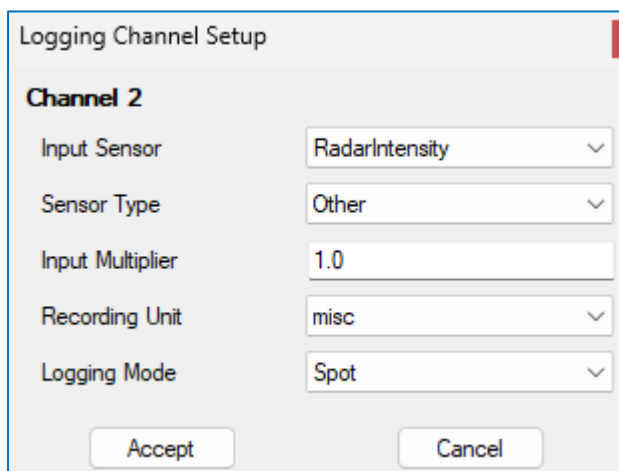 Logging Channel Setup
Channel 2
Input Sensor RadarIntensity
Sensor Type Other
Input Multiplier 1.0
Recording Unit misc
Logging Mode Spot
Accept Cancel